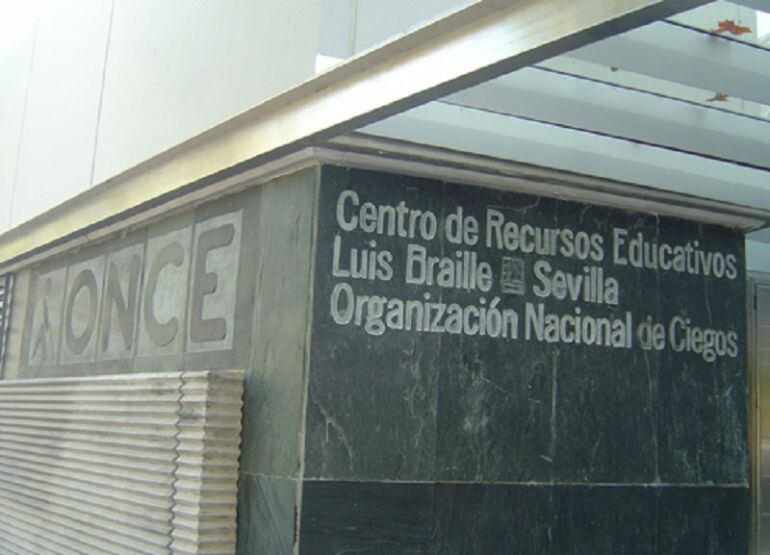 ONCE
Centro de Recursos Educativos
Luis Braille Sevilla
Organización Nacional de Ciegos